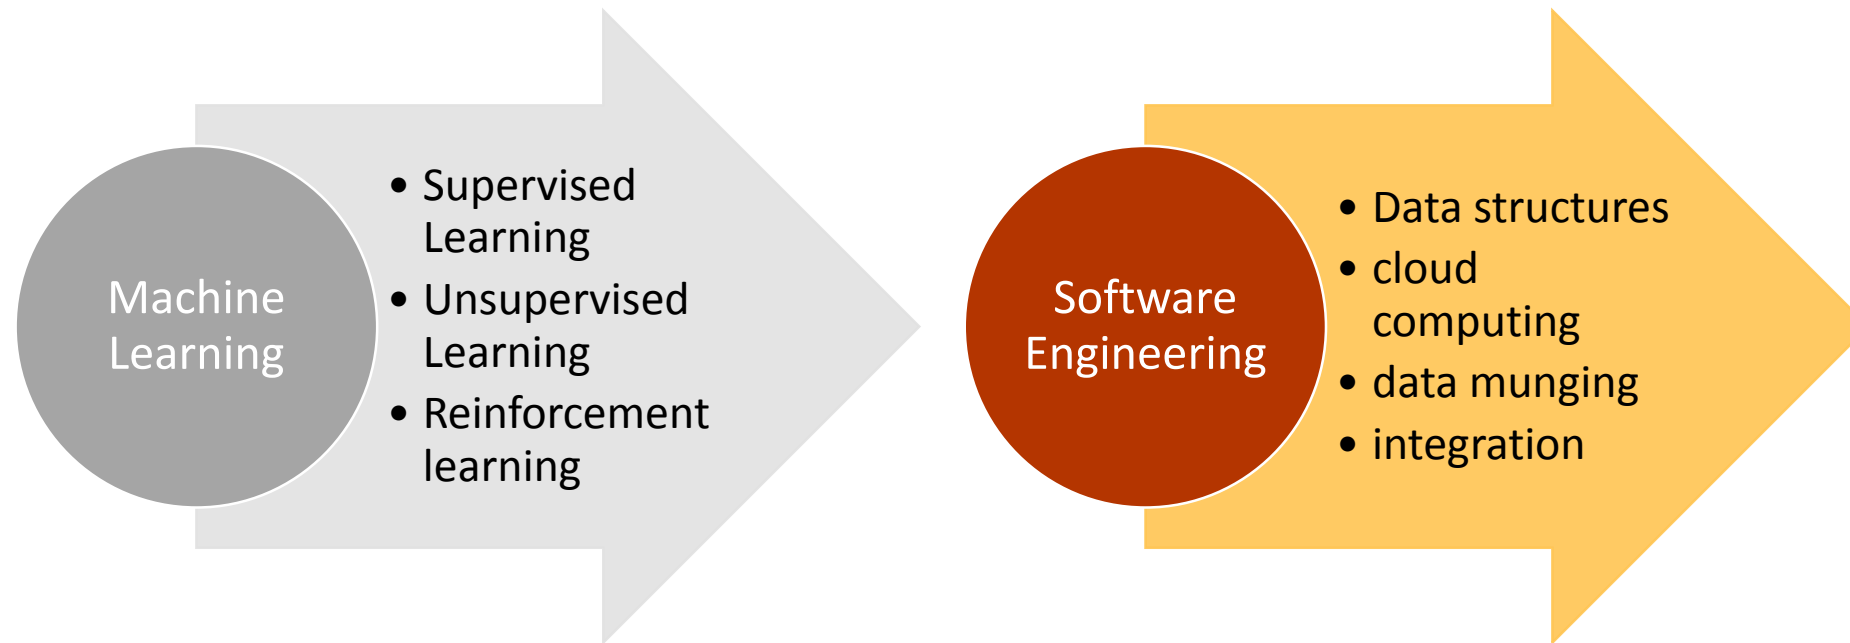 Machine
Learning
• Supervised
Learning
• Unsupervised
Learning
• Reinforcement
learning
Software
Engineering
• Data structures
• cloud
computing
• data munging
• integration